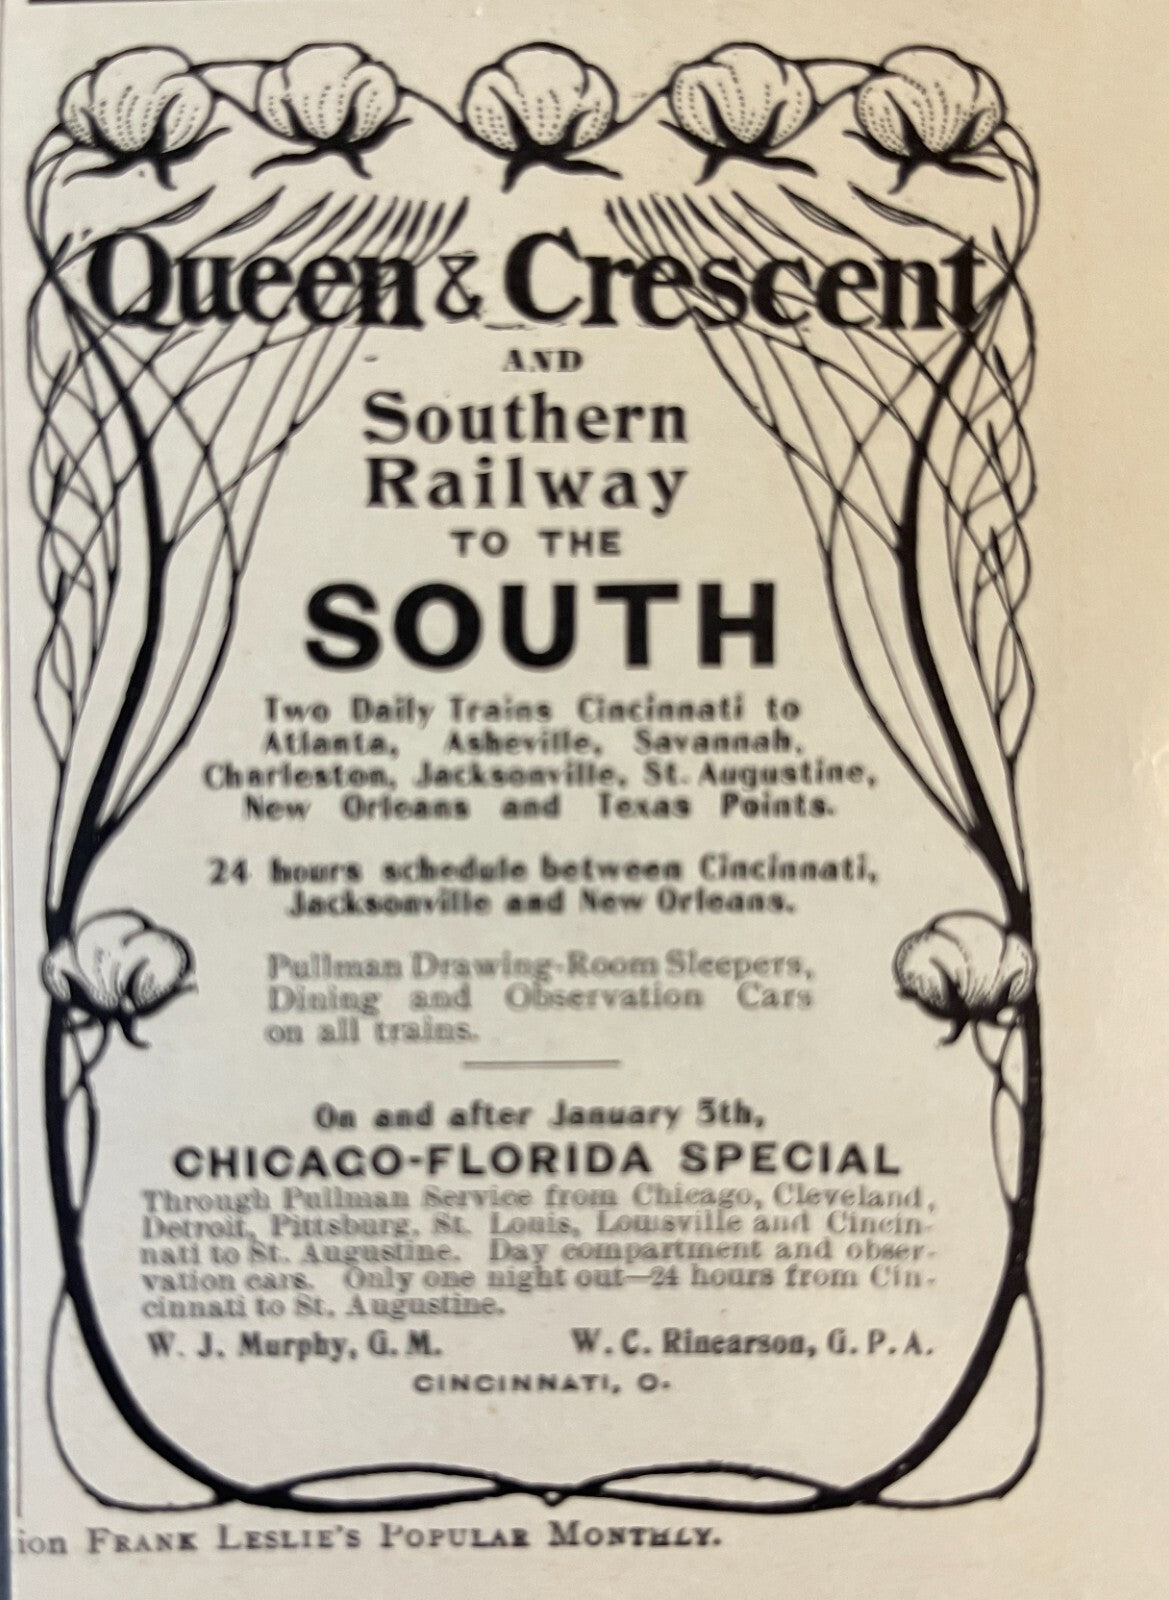 Queen & Crescent
AND
Southern
Railway
TO THE
SOUTH
Two Daily Trains Cincinnati to
Atlanta, Asheville, Savannah,
Charleston, Jacksonville, St. Augustine,
New Orleans and Texas Points.
24 hours schedule between Cincinnati,
Jacksonville and New Orleans.
Pullman Drawing-Room Sleepers,
Dining and Observation Cars
on all trains.
On and after January 5th,
CHICAGO-FLORIDA SPECIAL
Through Pullman Service from Chicago, Cleveland,
Detroit, Pittsburg, St. Louis, Louisville and Cincin-
nati to St. Augustine. Day compartment and obser-
vation cars. Only one night out—24 hours from Cin-
cinnati to St. Augustine.
W. J. Murphy, G. M. W. C. Rinearson, G. P. A.
CINCINNATI, O.
ion FRANK LESLIE'S POPULAR MONTHLY.